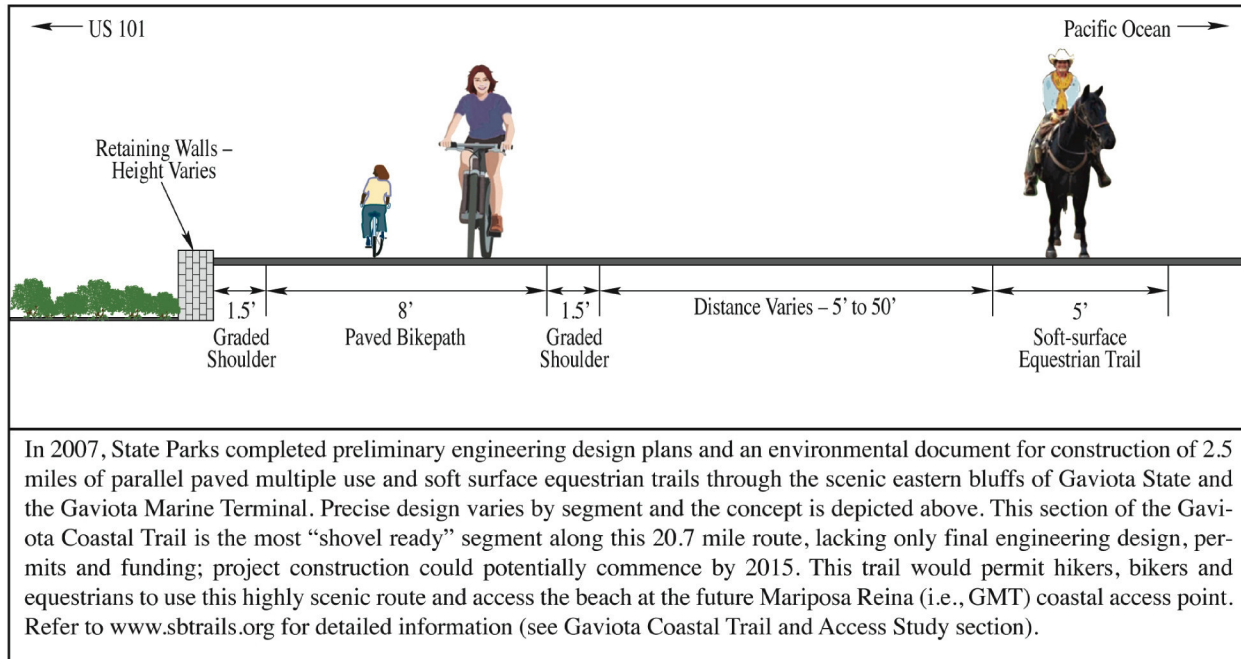 US 101
Pacific Ocean
Retaining Walls –
Height Varies
1.5’
Graded
Shoulder
8’
Paved Bikepath
1.5’
Graded
Shoulder
Distance Varies – 5’ to 50’
5’
Soft-surface
Equestrian Trail
In 2007, State Parks completed preliminary engineering design plans and an environmental document for construction of 2.5
miles of parallel paved multiple use and soft surface equestrian trails through the scenic eastern bluffs of Gaviota State and
the Gaviota Marine Terminal. Precise design varies by segment and the concept is depicted above. This section of the Gavi-
ota Coastal Trail is the most “shovel ready” segment along this 20.7 mile route, lacking only final engineering design, per-
mits and funding; project construction could potentially commence by 2015. This trail would permit hikers, bikers and
equestrians to use this highly scenic route and access the beach at the future Mariposa Reina (i.e., GMT) coastal access point.
Refer to www.sbtrails.org for detailed information (see Gaviota Coastal Trail and Access Study section).